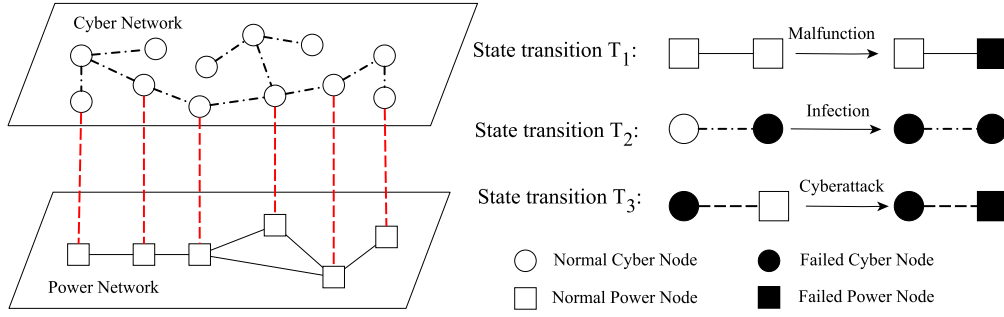 Cyber Network
Power Network
State transition T1:
Malfunction
State transition T2:
Infection
State transition T3:
Cyberattack
Normal Cyber Node
Failed Cyber Node
Normal Power Node
Failed Power Node